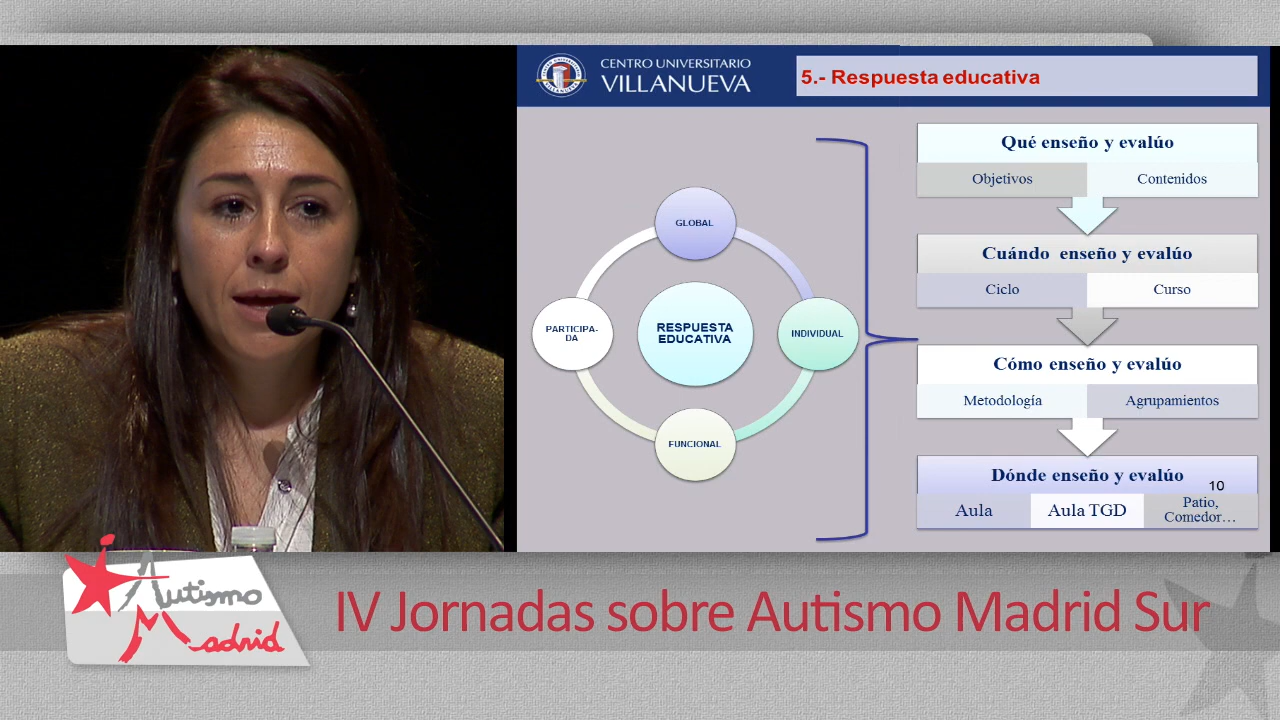 CENTRO UNIVERSITARIO
VILLANUEVA
5.- Respuesta educativa
GLOBAL
PARTICIPA-
DA
RESPUESTA
EDUCATIVA
INDIVIDUAL
FUNCIONAL
Qué enseño y evalúo
Objetivos
Contenidos
Cuándo enseño y evalúo
Ciclo
Curso
Cómo enseño y evalúo
Metodología
Agrupamientos
Dónde enseño y evalúo
10
Aula
Aula TGD
Patio,
Comedor...
Autismo
Madrid
IV Jornadas sobre Autismo Madrid Sur